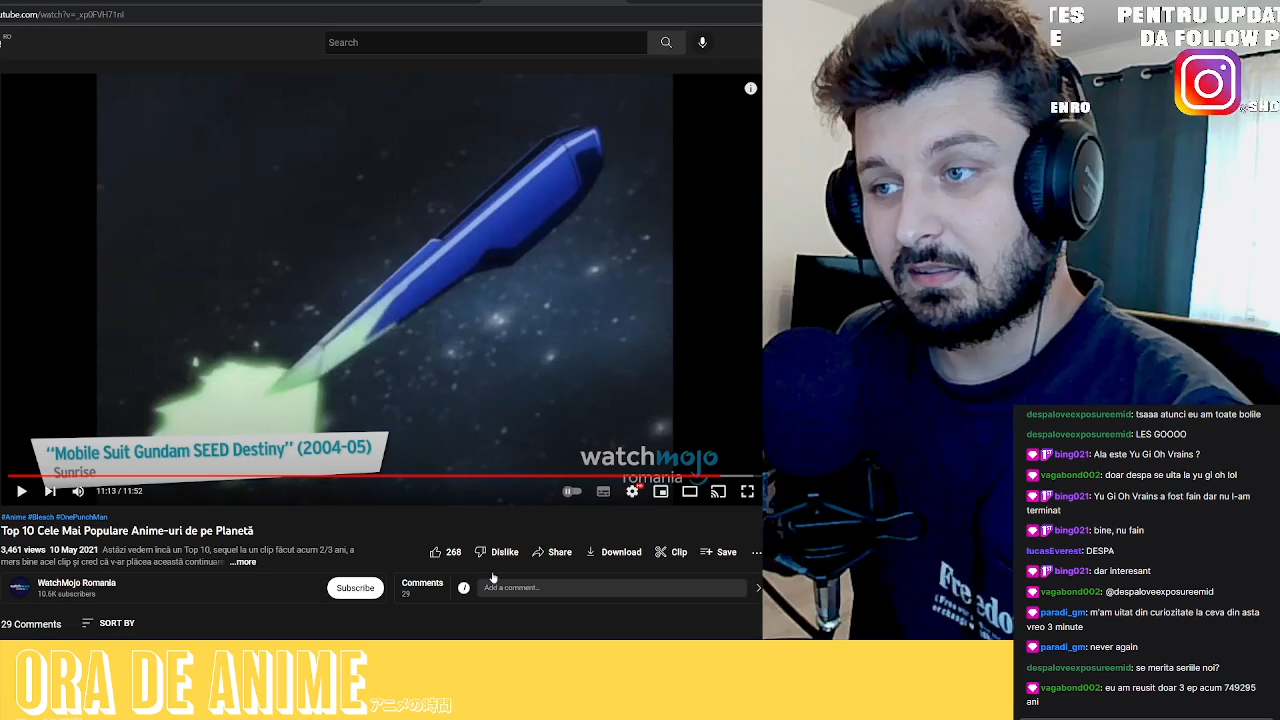 utube.com/watch?v=_xp0FVH71nI
RO
Search
TES PENTRU UPDAT
E DA FOLLOW P
EN RO
SHO
"Mobile Suit Gundam SEED Destiny" (2004-05)
Sunrise
watchmojo
romania
11:13 / 11:52
#Anime #Bleach #OnePunchMan
Top 10 Cele Mai Populare Anime-uri de pe Planetă
3,461 views 10 May 2021 Astăzi vedem încă un Top 10, sequel la un clip făcut acum 2/3 ani, a
mers bine acel clip și cred că v-ar plăcea această continuare ...more
268
Dislike
Share
Download
Clip
Save
WatchMojo Romania
10.6K subscribers
Subscribe
Comments
29
Add a comment...
29 Comments
SORT BY
despaloveexposureemid: tsaaa atunci eu am toate bolile
despaloveexposureemid: LES GOOOO
bing021: Ala este Yu Gi Oh Vrains ?
vagabond002: doar despa se uita la yu gi oh lol
bing021: Yu Gi Oh Vrains a fost fain dar nu l-am
terminat
bing021: bine, nu fain
lucasEverest: DESPA
bing021: dar interesant
vagabond002: @despaloveexposureemid
paradi_gm: m'am uitat din curiozitate la ceva din asta
vreo 3 minute
paradi_gm: never again
despaloveexposureemid: se merita seriile noi?
vagabond002: eu am reusit doar 3 ep acum 749295
ani
ORA DE ANIME
アニメの時間